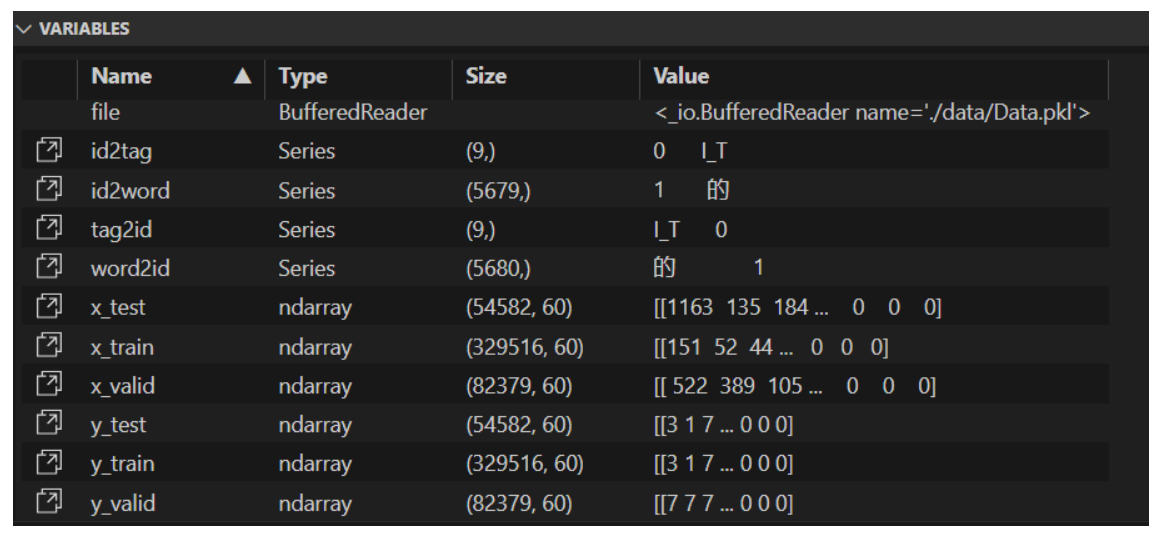 VARIABLES
Name ▲ Type Size Value
file BufferedReader <_io.BufferedReader name='./data/Data.pkl'>
id2tag Series (9,) 0 I_T
id2word Series (5679,) 1 的
tag2id Series (9,) I_T 0
word2id Series (5680,) 的 1
x_test ndarray (54582, 60) [[1163 135 184 ... 0 0 0]
x_train ndarray (329516, 60) [[151 52 44 ... 0 0 0]
x_valid ndarray (82379, 60) [[ 522 389 105 ... 0 0 0]
y_test ndarray (54582, 60) [[3 1 7 ... 0 0 0]
y_train ndarray (329516, 60) [[3 1 7 ... 0 0 0]
y_valid ndarray (82379, 60) [[7 7 7 ... 0 0 0]